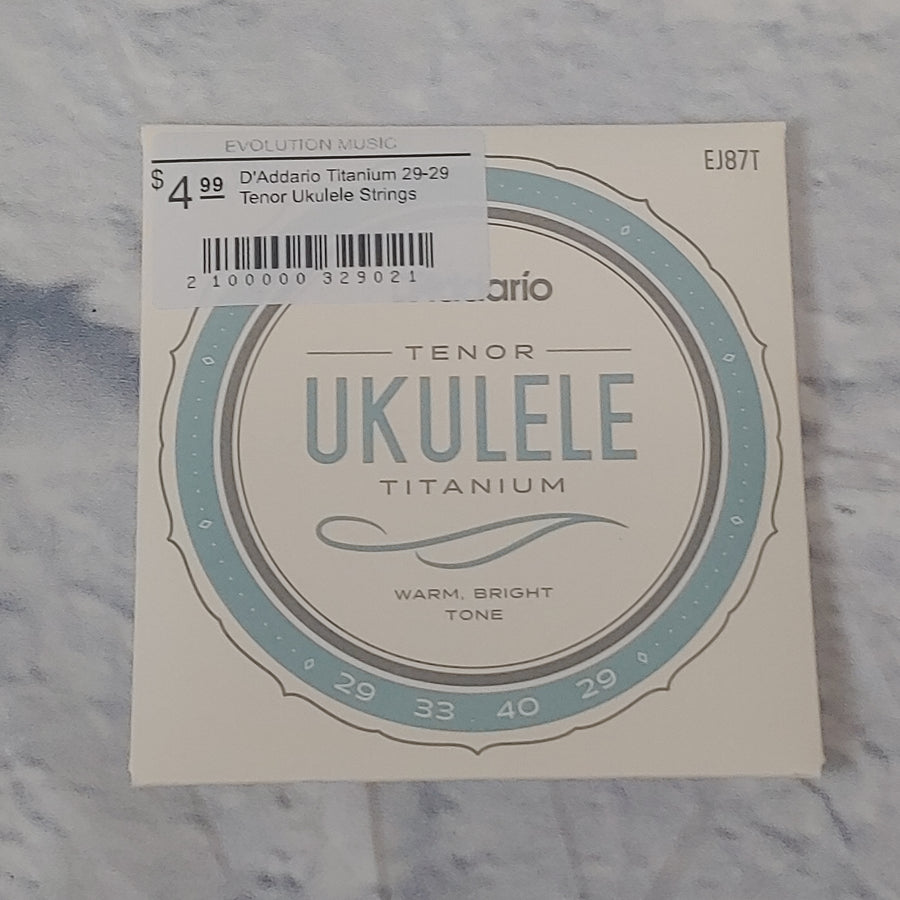 EVOLUTION MUSIC
$4.99 D'Addario Titanium 29-29
Tenor Ukulele Strings
2 100000 329021
EJ87T
TENOR
UKULELE
TITANIUM
WARM, BRIGHT
TONE
29 33 40 29